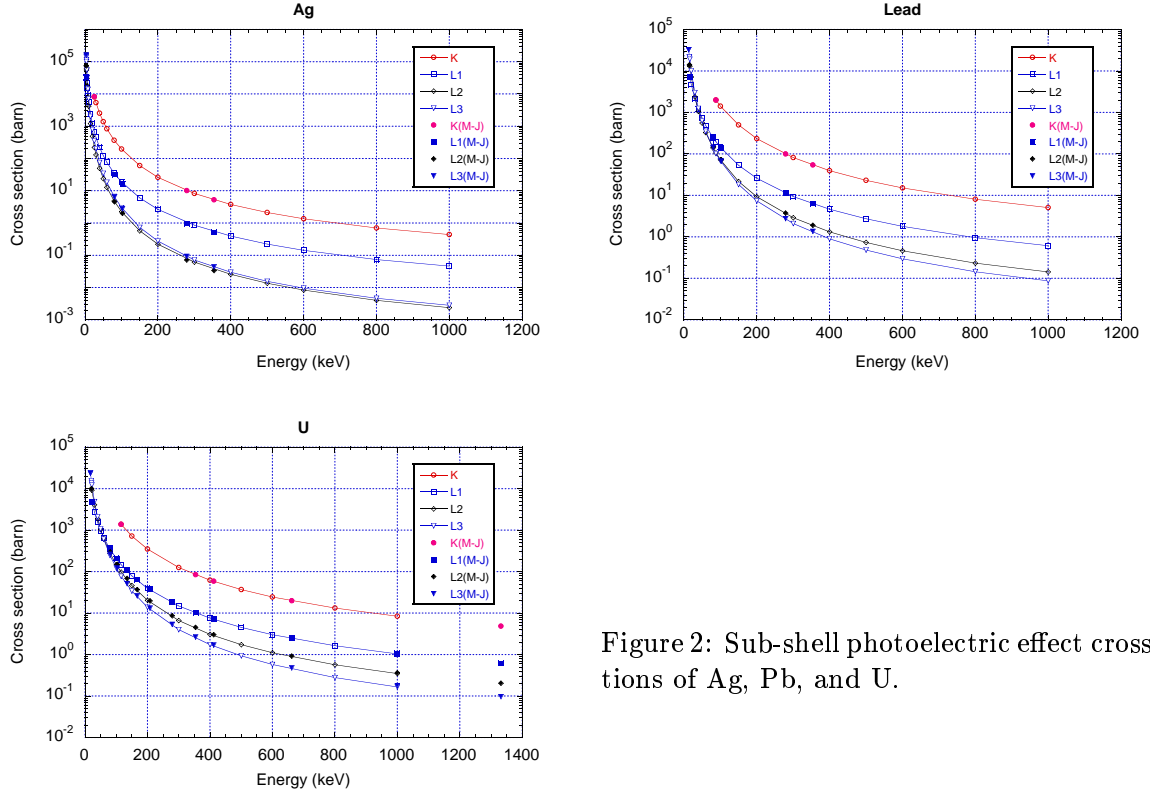 Ag
Cross section (barn)
10^5
10^3
10^1
10^-1
10^-3
0 200 400 600 800 1000 1200
Energy (keV)
K
L1
L2
L3
K(M-J)
L1(M-J)
L2(M-J)
L3(M-J)
Lead
Cross section (barn)
10^5
10^4
10^3
10^2
10^1
10^0
10^-1
10^-2
0 200 400 600 800 1000 1200
Energy (keV)
K
L1
L2
L3
K(M-J)
L1(M-J)
L2(M-J)
L3(M-J)
U
Cross section (barn)
10^5
10^4
10^3
10^2
10^1
10^0
10^-1
10^-2
0 200 400 600 800 1000 1200 1400
Energy (keV)
K
L1
L2
L3
K(M-J)
L1(M-J)
L2(M-J)
L3(M-J)
Figure 2: Sub-shell photoelectric effect cross
tions of Ag, Pb, and U.